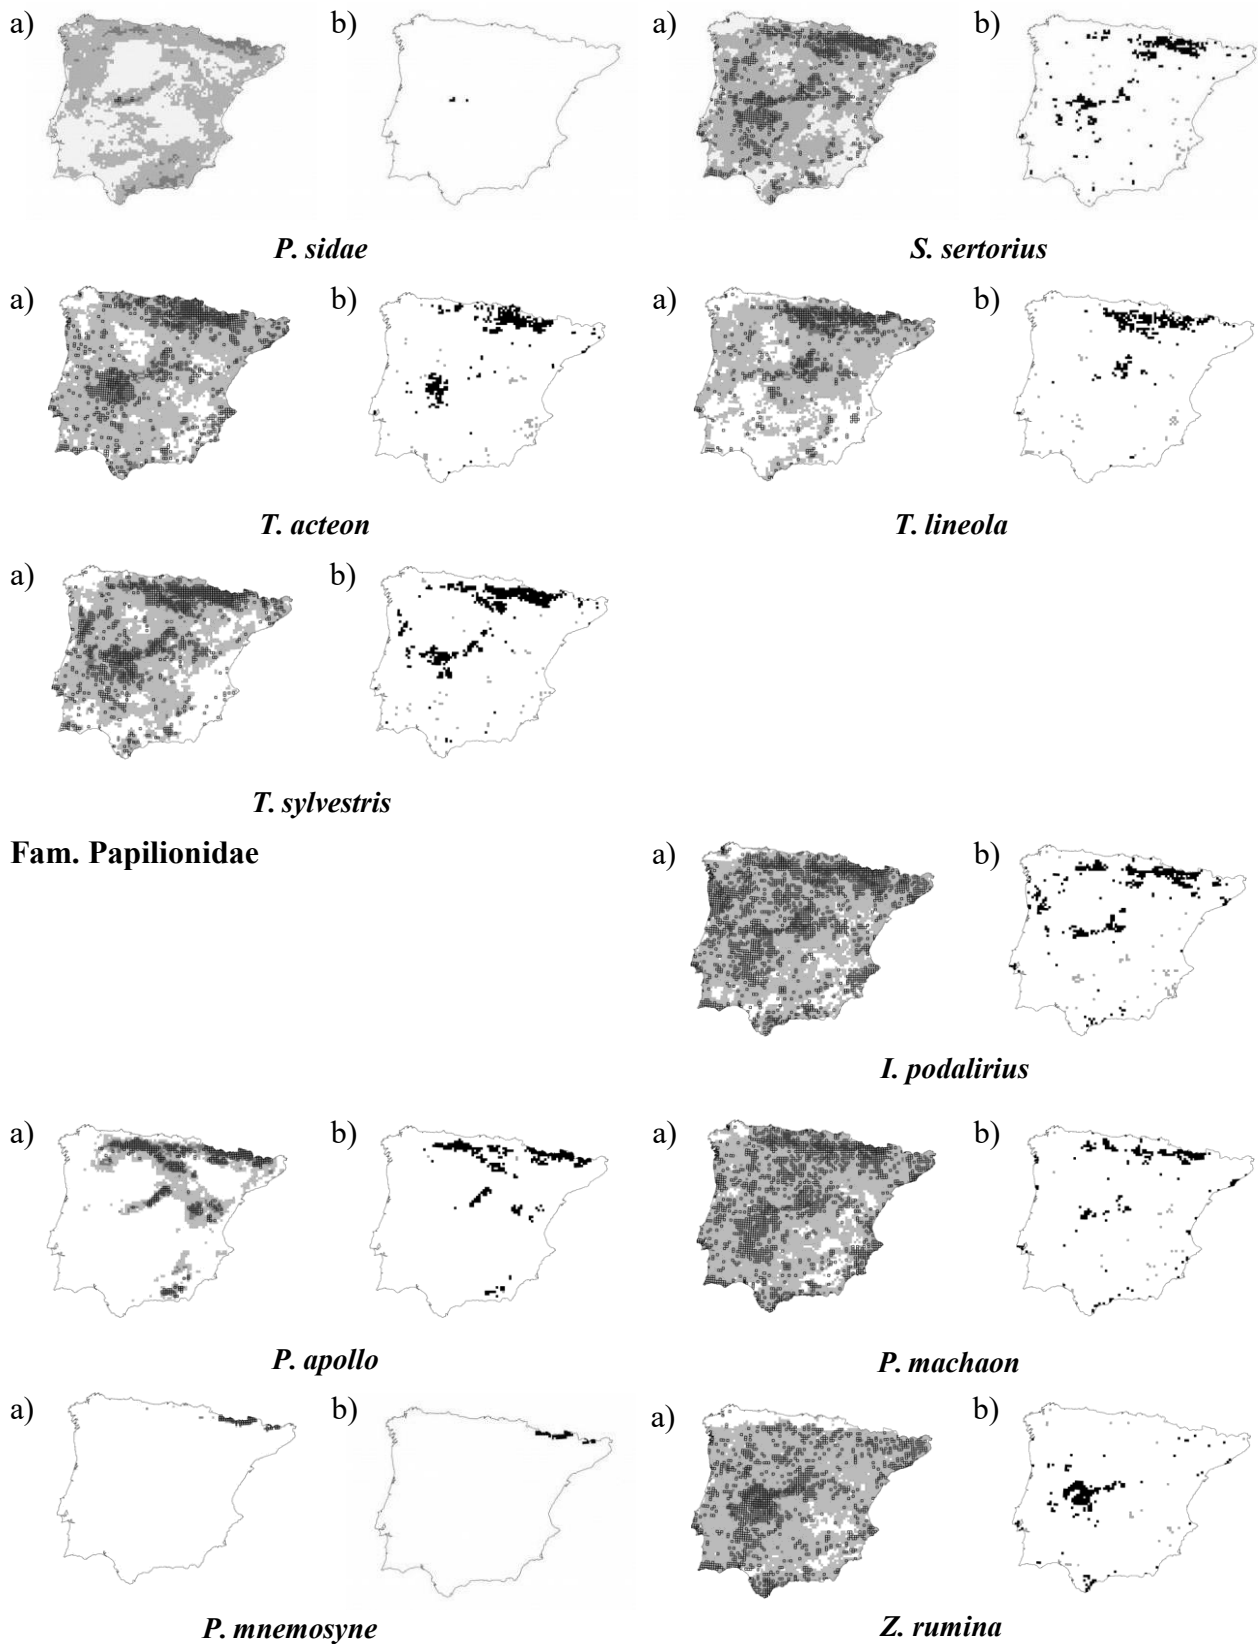 a) b) a) b)
P. sidae S. sertorius
a) b) a) b)
T. acteon T. lineola
a) b)
T. sylvestris
Fam. Papilionidae a) b)
I. podalirius
a) b) a) b)
P. apollo P. machaon
a) b) a) b)
P. mnemosyne Z. rumina